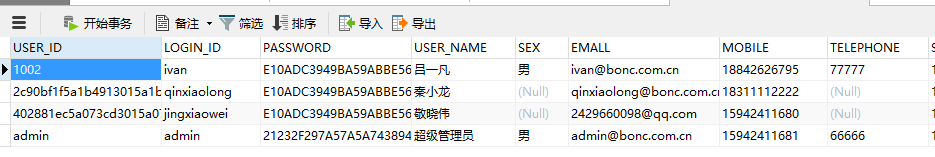 开始事务 备注 筛选 排序 导入 导出
USER_ID LOGIN_ID PASSWORD USER_NAME SEX EMALL MOBILE TELEPHONE S
1002 ivan E10ADC3949BA59ABBE56 吕一凡 男 ivan@bonc.com.cn 18842626795 77777
2c90bf1f5a1b4913015a1b qinxiaolong E10ADC3949BA59ABBE56 秦小龙 (Null) qinxiaolong@bonc.com.cn 18311112222 (Null)
402881ec5a073cd3015a07 jingxiaowei E10ADC3949BA59ABBE56 敬晓伟 (Null) 2429660098@qq.com 15942411680 (Null)
admin admin 21232F297A57A5A743894 超级管理员 男 admin@bonc.com.cn 15942411681 66666